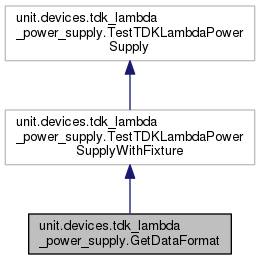 unit.devices.tdk_lambda
_power_supply.TestTDKLambdaPower
Supply
unit.devices.tdk_lambda
_power_supply.TestTDKLambdaPower
SupplyWithFixture
unit.devices.tdk_lambda
_power_supply.GetDataFormat